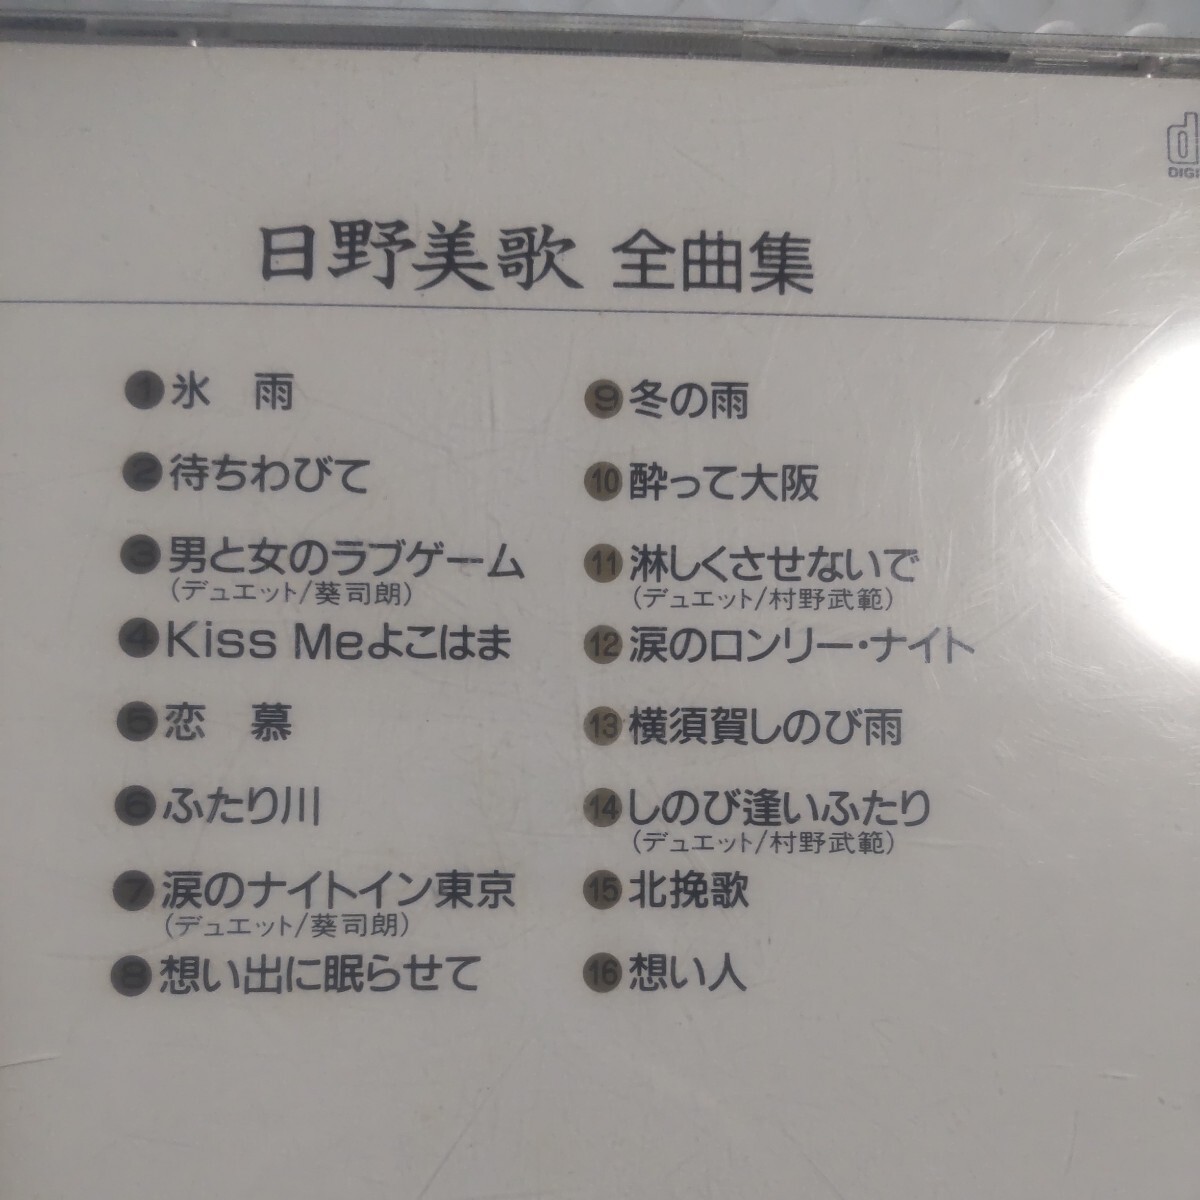 日野美歌 全曲集
1 氷　雨
2 待ちわびて
3 男と女のラブゲーム
(デュエット/葵司朗)
4 Kiss Meよこはま
5 恋　慕
6 ふたり川
7 涙のナイトイン東京
(デュエット/葵司朗)
8 想い出に眠らせて
9 冬の雨
10 酔って大阪
11 淋しくさせないで
(デュエット/村野武範)
12 涙のロンリー・ナイト
13 横須賀しのび雨
14 しのび逢いふたり
(デュエット/村野武範)
15 北挽歌
16 想い人